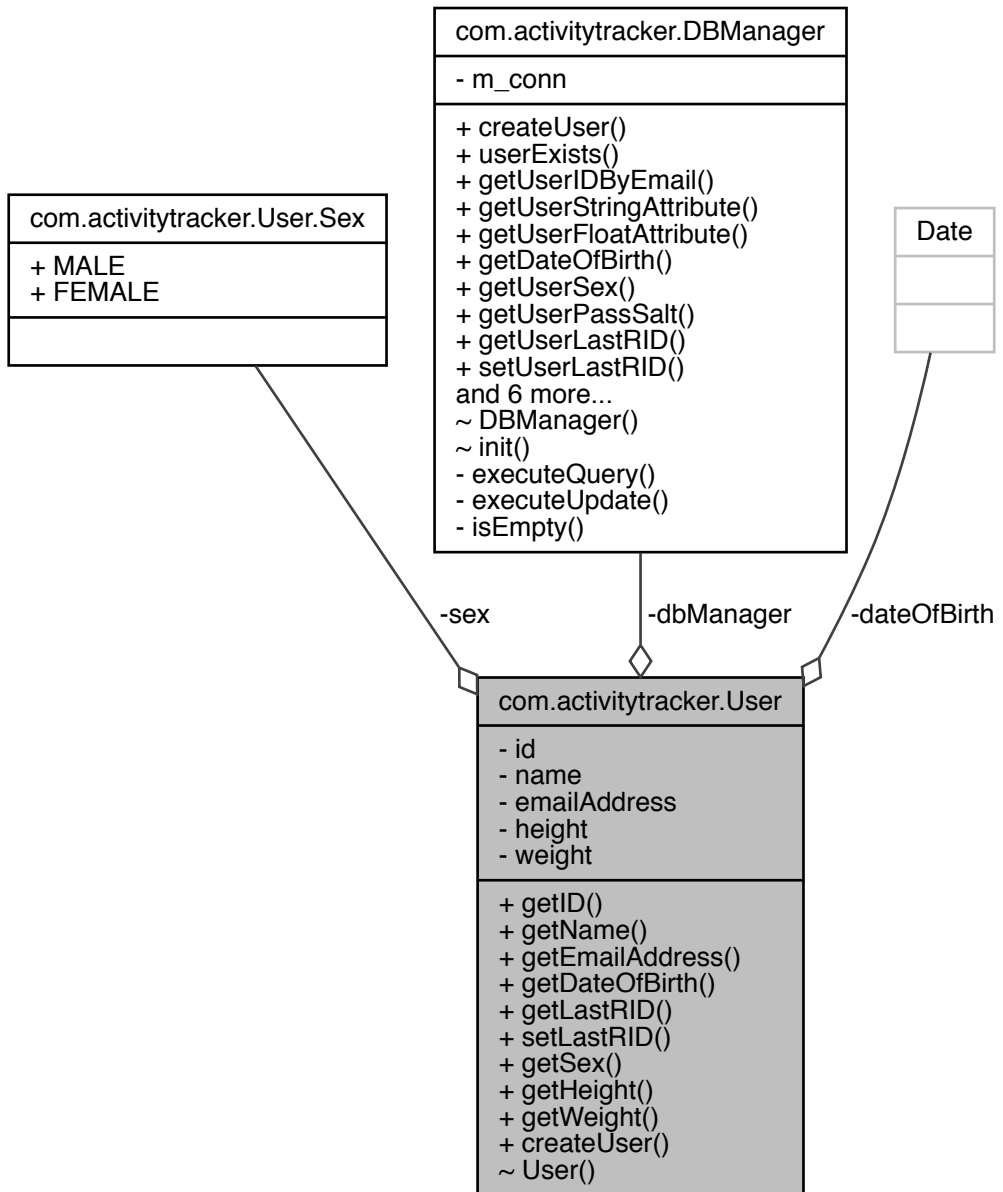 com.activitytracker.DBManager
- m_conn
+ createUser()
+ userExists()
+ getUserIDByEmail()
+ getUserStringAttribute()
+ getUserFloatAttribute()
+ getDateOfBirth()
+ getUserSex()
+ getUserPassSalt()
+ getUserLastRID()
+ setUserLastRID()
and 6 more...
~ DBManager()
~ init()
- executeQuery()
- executeUpdate()
- isEmpty()
com.activitytracker.User.Sex
+ MALE
+ FEMALE
Date
-sex
-dbManager
-dateOfBirth
com.activitytracker.User
- id
- name
- emailAddress
- height
- weight
+ getID()
+ getName()
+ getEmailAddress()
+ getDateOfBirth()
+ getLastRID()
+ setLastRID()
+ getSex()
+ getHeight()
+ getWeight()
+ createUser()
~ User()